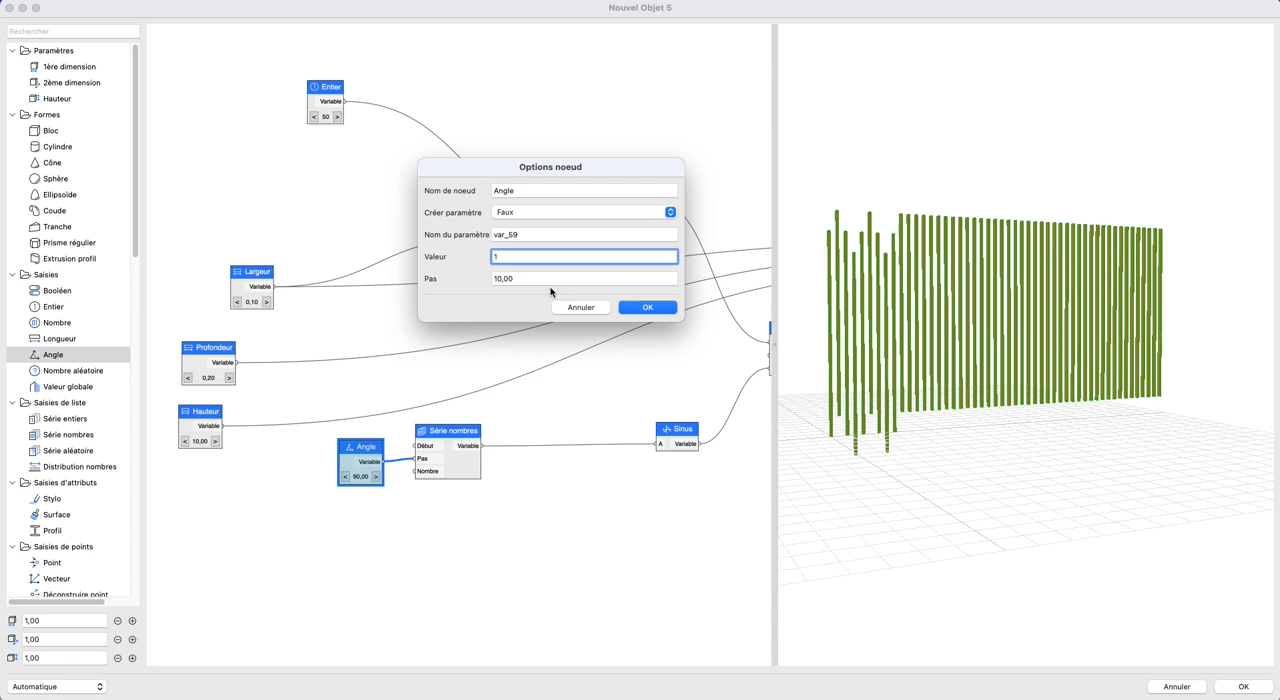 Nouvel Objet 5
Rechercher
Paramètres
1ère dimension
2ème dimension
Hauteur
Formes
Bloc
Cylindre
Cône
Sphère
Ellipsoïde
Coude
Tranche
Prisme régulier
Extrusion profil
Saisies
Booléen
Entier
Nombre
Longueur
Angle
Nombre aléatoire
Valeur globale
Saisies de liste
Série entiers
Série nombres
Série aléatoire
Distribution nombres
Saisies d'attributs
Stylo
Surface
Profil
Saisies de points
Point
Vecteur
Déconstruire point
1,00
1,00
1,00
Automatique
Entier
Variable
< 50 >
Largeur
Variable
< 0,10 >
Profondeur
Variable
< 0,20 >
Hauteur
Variable
< 10,00 >
Angle
Variable
< 90,00 >
Série nombres
Début Variable
Pas
Nombre
Sinus
A Variable
Options noeud
Nom de noeud Angle
Créer paramètre Faux
Nom du paramètre var_59
Valeur 1
Pas 10,00
Annuler OK
Annuler OK